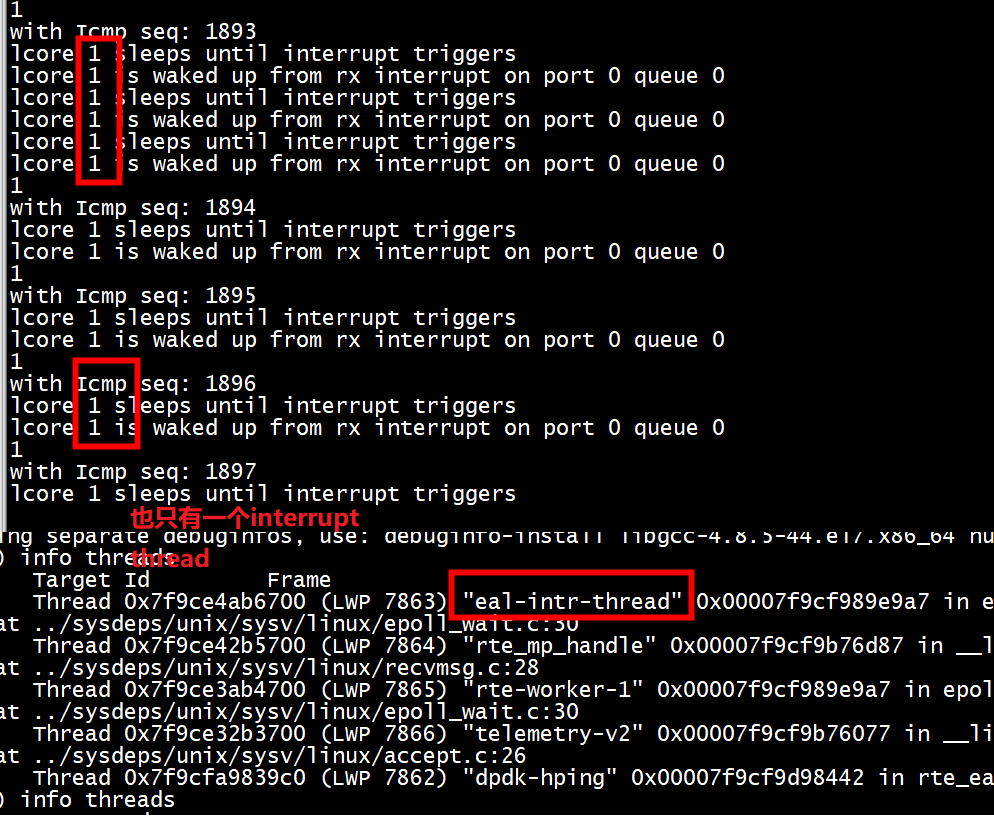 1
with Icmp seq: 1893
lcore 1 sleeps until interrupt triggers
lcore 1 is waked up from rx interrupt on port 0 queue 0
lcore 1 sleeps until interrupt triggers
lcore 1 is waked up from rx interrupt on port 0 queue 0
lcore 1 sleeps until interrupt triggers
lcore 1 is waked up from rx interrupt on port 0 queue 0
1
with Icmp seq: 1894
lcore 1 sleeps until interrupt triggers
lcore 1 is waked up from rx interrupt on port 0 queue 0
1
with Icmp seq: 1895
lcore 1 sleeps until interrupt triggers
lcore 1 is waked up from rx interrupt on port 0 queue 0
1
with Icmp seq: 1896
lcore 1 sleeps until interrupt triggers
lcore 1 is waked up from rx interrupt on port 0 queue 0
1
with Icmp seq: 1897
lcore 1 sleeps until interrupt triggers
也只有一个interrupt
thread
ing separate debuginfos, use: debuginfo-install libgcc-4.8.5-44.el7.x86_64 nu
) info threads
Target Id Frame
Thread 0x7f9ce4ab6700 (LWP 7863) "eal-intr-thread" 0x00007f9cf989e9a7 in e
at ../sysdeps/unix/sysv/linux/epoll_wait.c:30
Thread 0x7f9ce42b5700 (LWP 7864) "rte_mp_handle" 0x00007f9cf9b76d87 in __l
at ../sysdeps/unix/sysv/linux/recvmsg.c:28
Thread 0x7f9ce3ab4700 (LWP 7865) "rte-worker-1" 0x00007f9cf989e9a7 in epol
at ../sysdeps/unix/sysv/linux/epoll_wait.c:30
Thread 0x7f9ce32b3700 (LWP 7866) "telemetry-v2" 0x00007f9cf9b76077 in __li
at ../sysdeps/unix/sysv/linux/accept.c:26
Thread 0x7f9cfa9839c0 (LWP 7862) "dpdk-hping" 0x00007f9cf9d98442 in rte_ea
) info threads